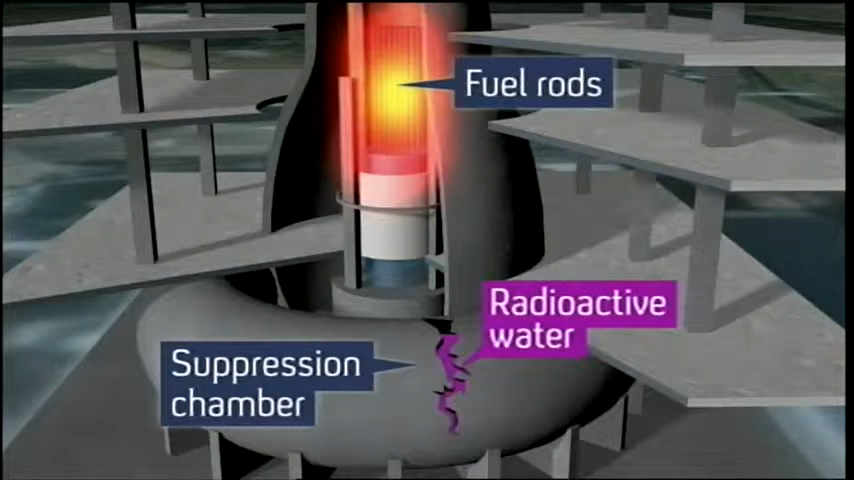 Fuel rods
Radioactive
water
Suppression
chamber